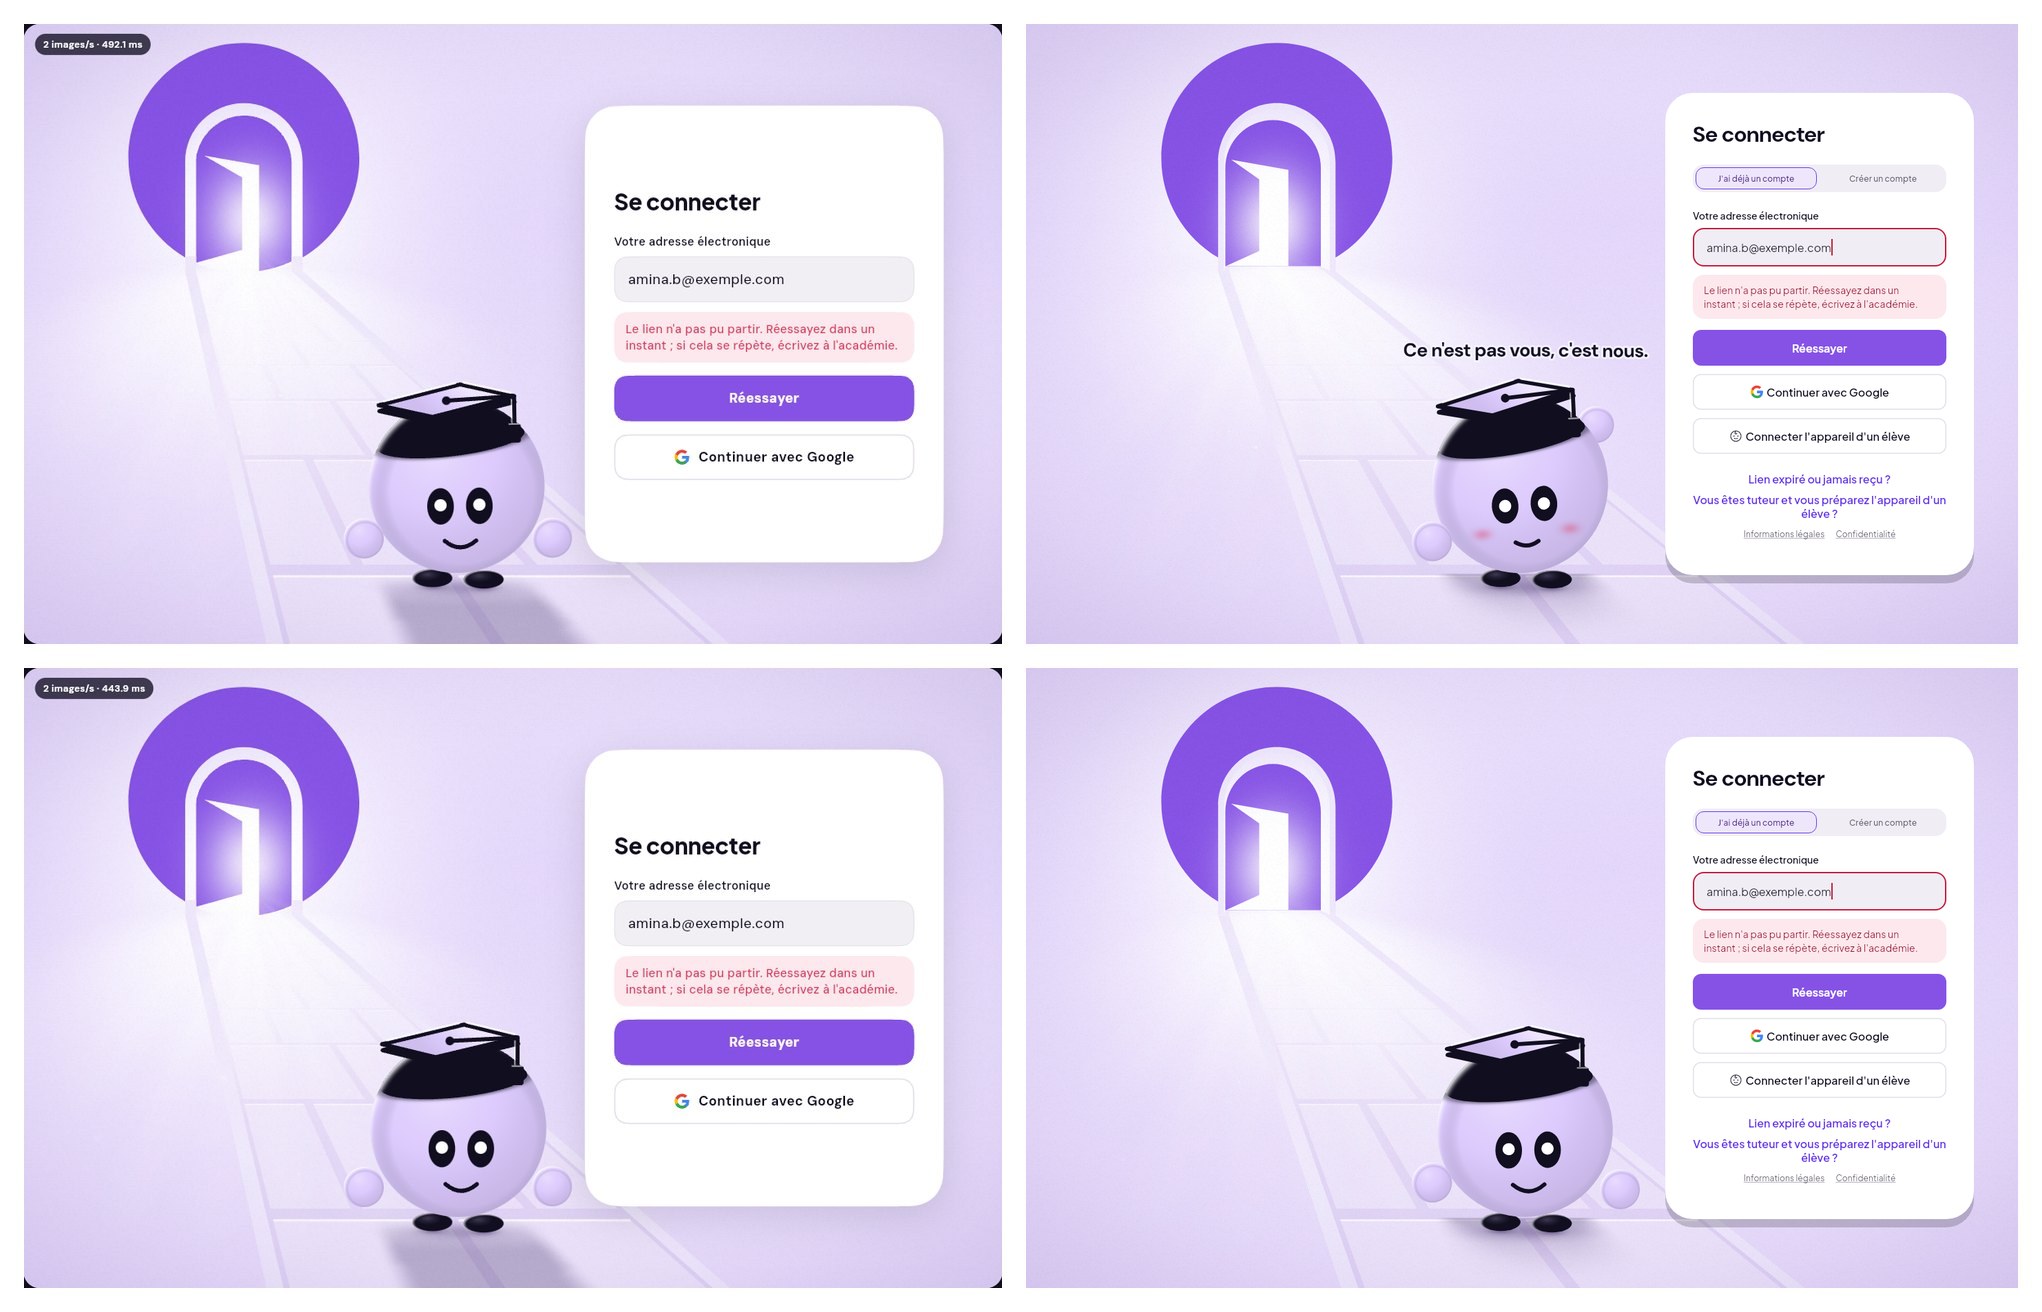 2 images/s · 492.1 ms
Se connecter
Votre adresse électronique
amina.b@exemple.com
Le lien n'a pas pu partir. Réessayez dans un
instant ; si cela se répète, écrivez à l'académie.
Réessayer
Continuer avec Google
Ce n'est pas vous, c'est nous.
Se connecter
J'ai déjà un compte
Créer un compte
Votre adresse électronique
amina.b@exemple.com
Le lien n'a pas pu partir. Réessayez dans un
instant ; si cela se répète, écrivez à l'académie.
Réessayer
Continuer avec Google
Connecter l'appareil d'un élève
Lien expiré ou jamais reçu ?
Vous êtes tuteur et vous préparez l'appareil d'un
élève ?
Informations légales
Confidentialité
2 images/s · 443.9 ms
Se connecter
Votre adresse électronique
amina.b@exemple.com
Le lien n'a pas pu partir. Réessayez dans un
instant ; si cela se répète, écrivez à l'académie.
Réessayer
Continuer avec Google
Se connecter
J'ai déjà un compte
Créer un compte
Votre adresse électronique
amina.b@exemple.com
Le lien n'a pas pu partir. Réessayez dans un
instant ; si cela se répète, écrivez à l'académie.
Réessayer
Continuer avec Google
Connecter l'appareil d'un élève
Lien expiré ou jamais reçu ?
Vous êtes tuteur et vous préparez l'appareil d'un
élève ?
Informations légales
Confidentialité